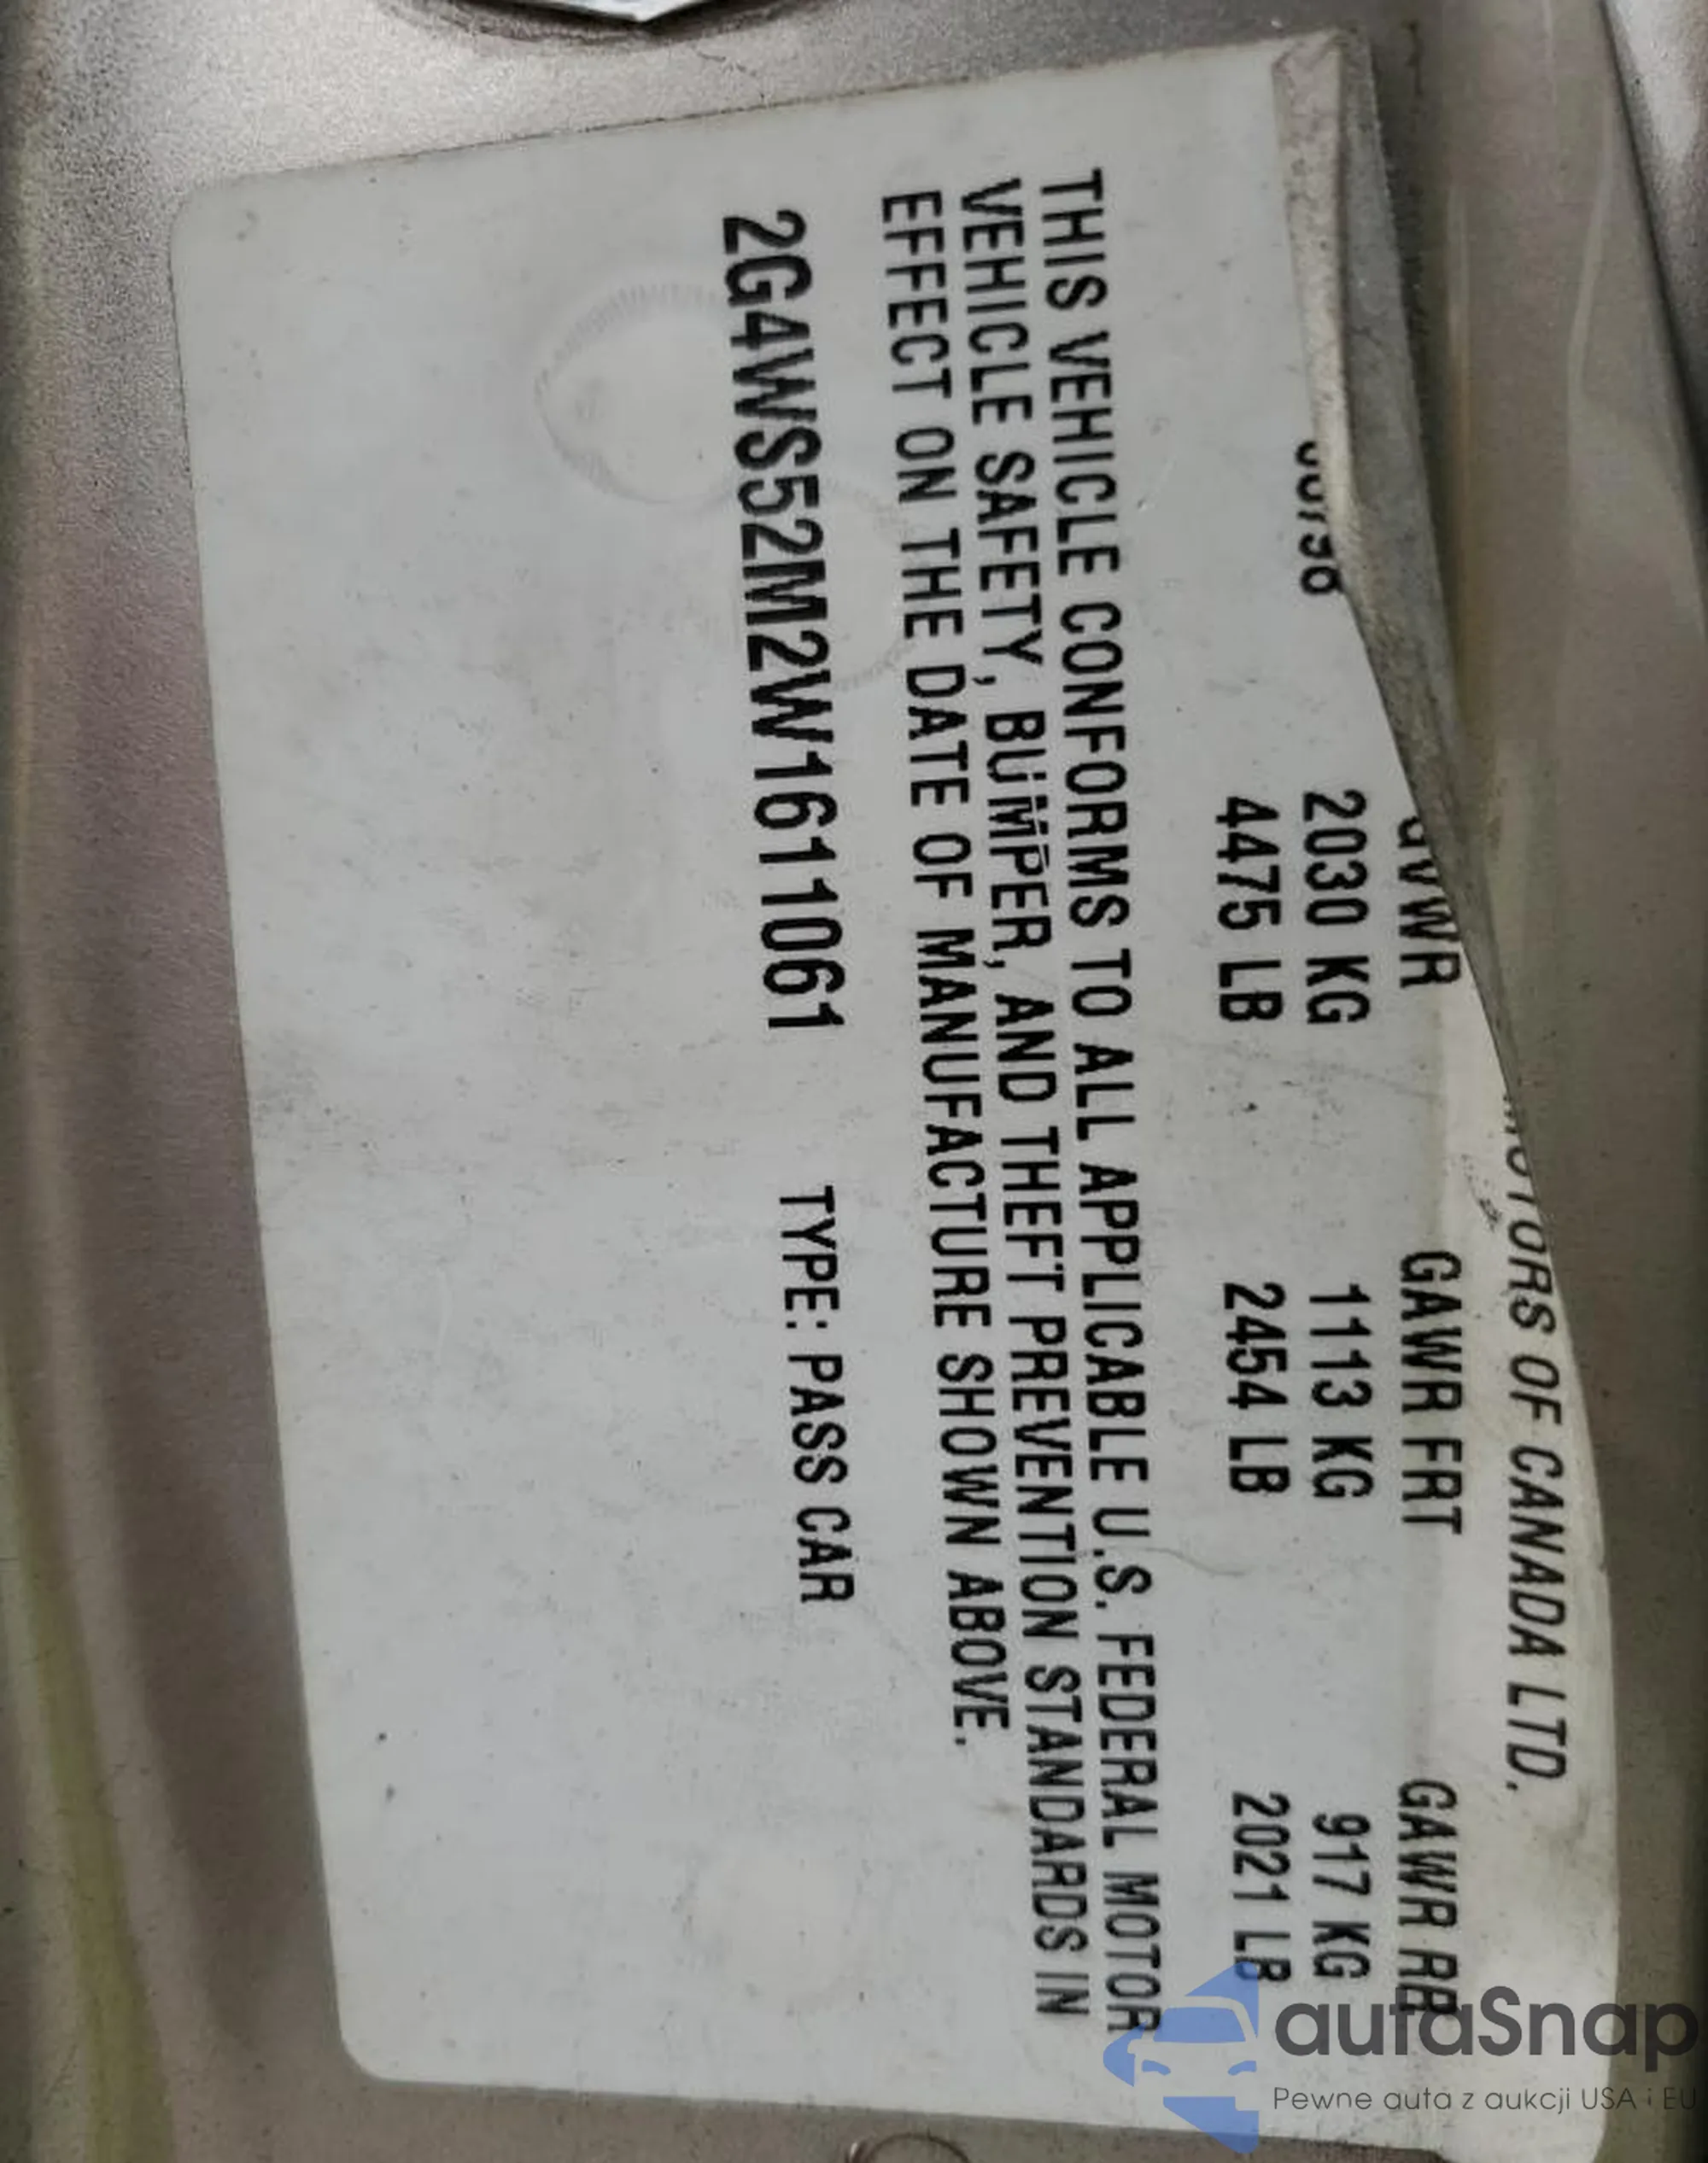 MOTORS OF CANADA LTD.
GVWR GAWR FRT GAWR RR
2030 KG 1113 KG 917 KG
4475 LB 2454 LB 2021 LB
THIS VEHICLE CONFORMS TO ALL APPLICABLE U.S. FEDERAL MOTOR
VEHICLE SAFETY, BUMPER, AND THEFT PREVENTION STANDARDS IN
EFFECT ON THE DATE OF MANUFACTURE SHOWN ABOVE.
2G4WS52M2W1611061 TYPE: PASS CAR
autaSnap
Pewne auta z aukcji USA i EU